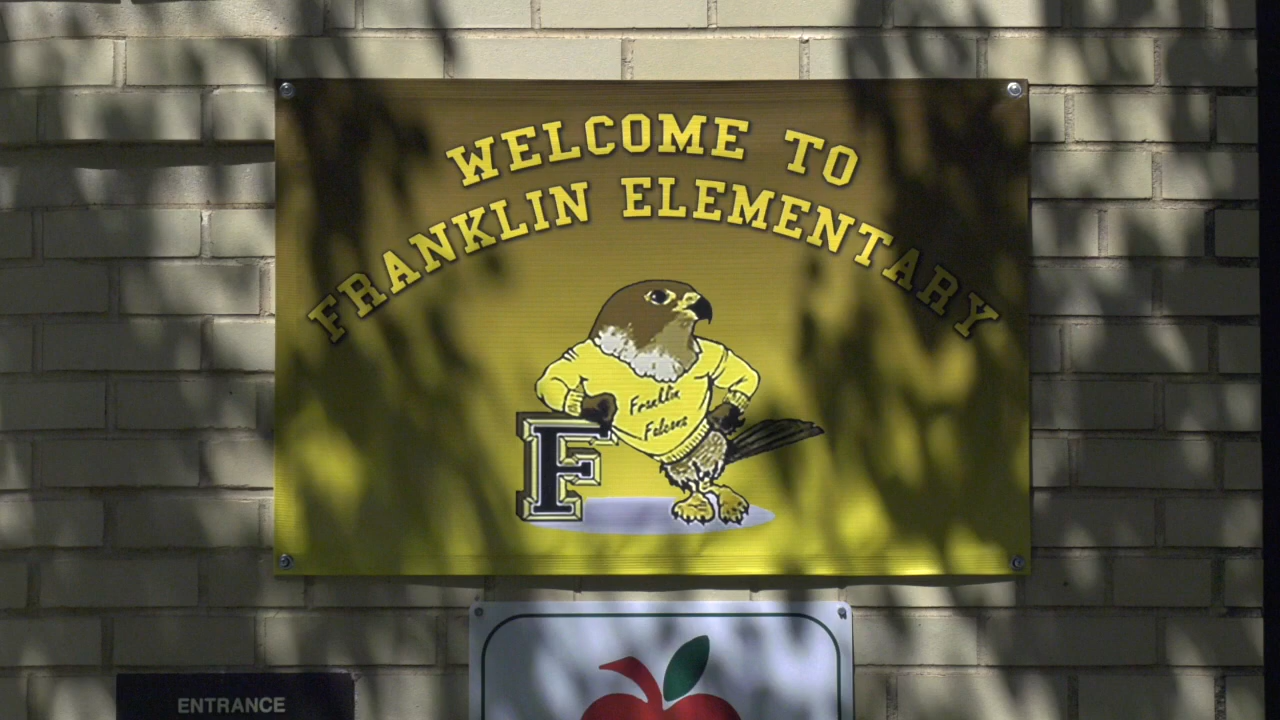 WELCOME TO
FRANKLIN ELEMENTARY
Franklin
Falcons
F
ENTRANCE